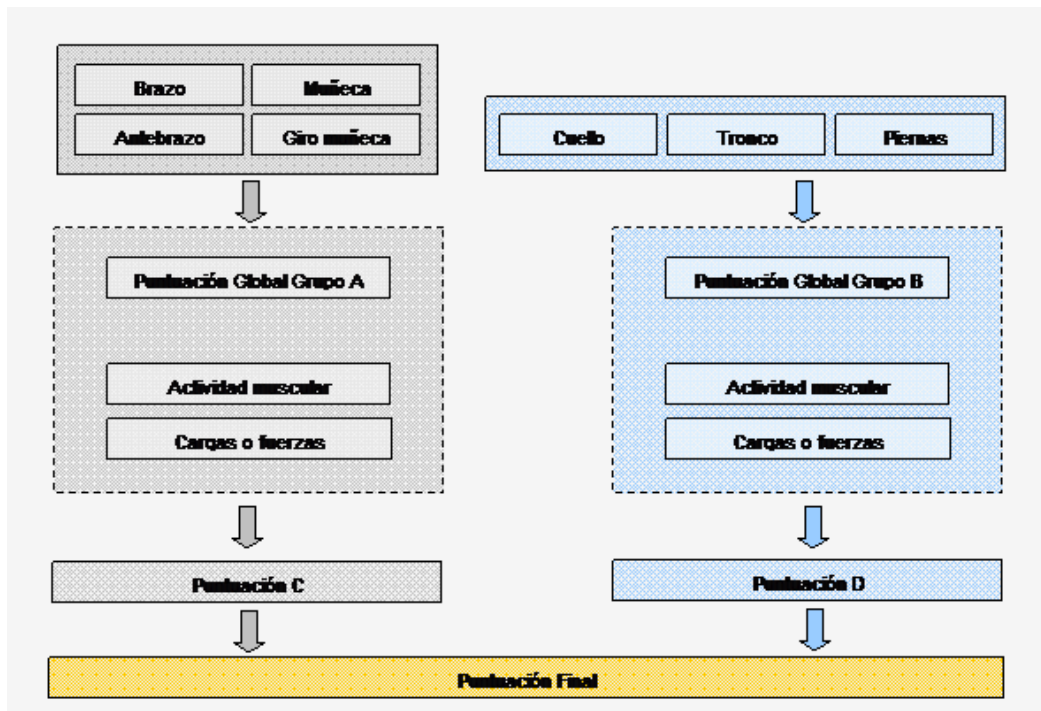 Brazo
Muñeca
Antebrazo
Giro muñeca
Cuello
Tronco
Piernas
Puntuación Global Grupo A
Puntuación Global Grupo B
Actividad muscular
Actividad muscular
Cargas o fuerzas
Cargas o fuerzas
Puntuación C
Puntuación D
Puntuación Final